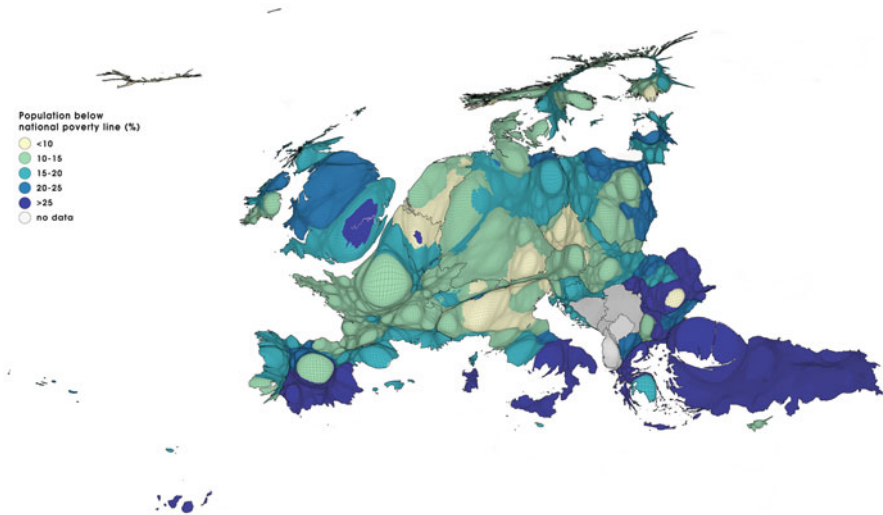 Population below
national poverty line (%)
<10
10-15
15-20
20-25
>25
no data